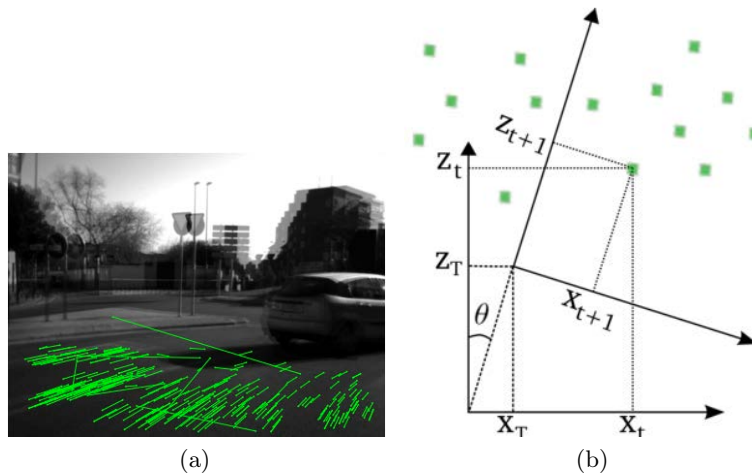 z_{t+1}
z_t
z_T
x_{t+1}
θ
x_T
x_t
(a)
(b)